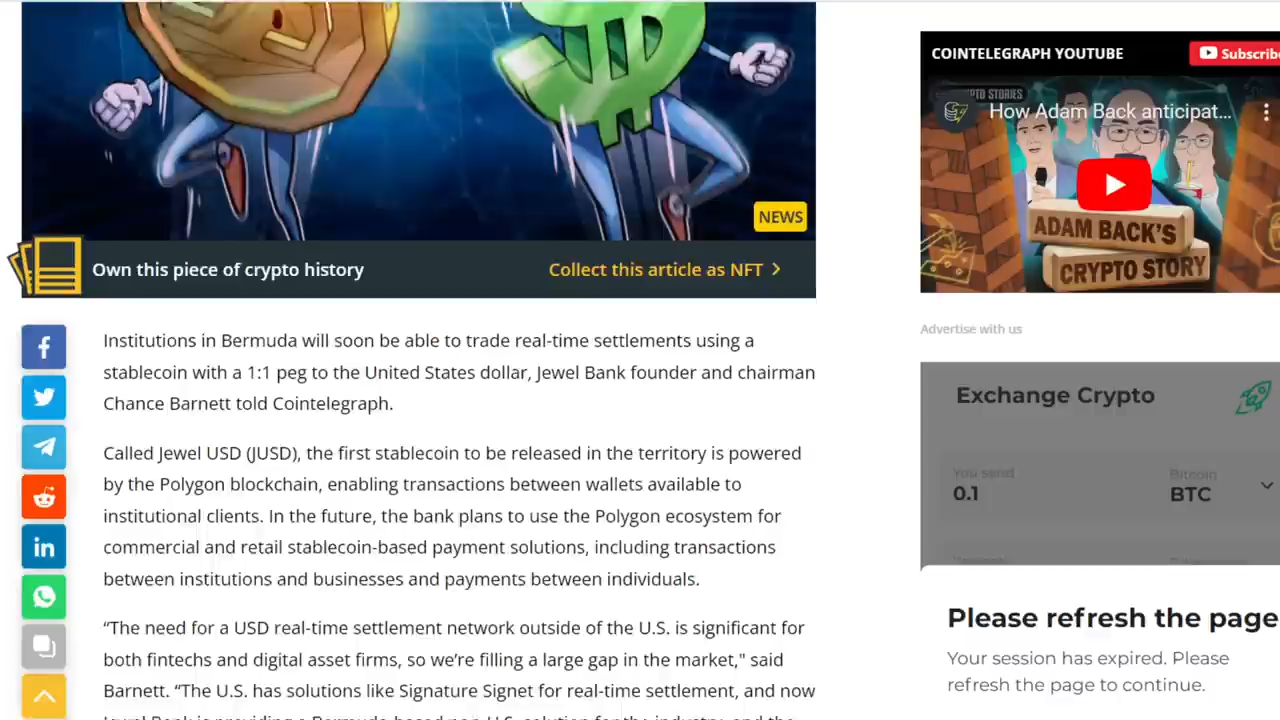 NEWS
Own this piece of crypto history
Collect this article as NFT
Institutions in Bermuda will soon be able to trade real-time settlements using a
stablecoin with a 1:1 peg to the United States dollar, Jewel Bank founder and chairman
Chance Barnett told Cointelegraph.
Called Jewel USD (JUSD), the first stablecoin to be released in the territory is powered
by the Polygon blockchain, enabling transactions between wallets available to
institutional clients. In the future, the bank plans to use the Polygon ecosystem for
commercial and retail stablecoin-based payment solutions, including transactions
between institutions and businesses and payments between individuals.
“The need for a USD real-time settlement network outside of the U.S. is significant for
both fintechs and digital asset firms, so we’re filling a large gap in the market," said
Barnett. “The U.S. has solutions like Signature Signet for real-time settlement, and now
COINTELEGRAPH YOUTUBE
Subscribe
CRYPTO STORIES
How Adam Back anticipat...
ADAM BACK'S
CRYPTO STORY
Advertise with us
Exchange Crypto
You send
0.1
Bitcoin
BTC
Please refresh the page
Your session has expired. Please
refresh the page to continue.